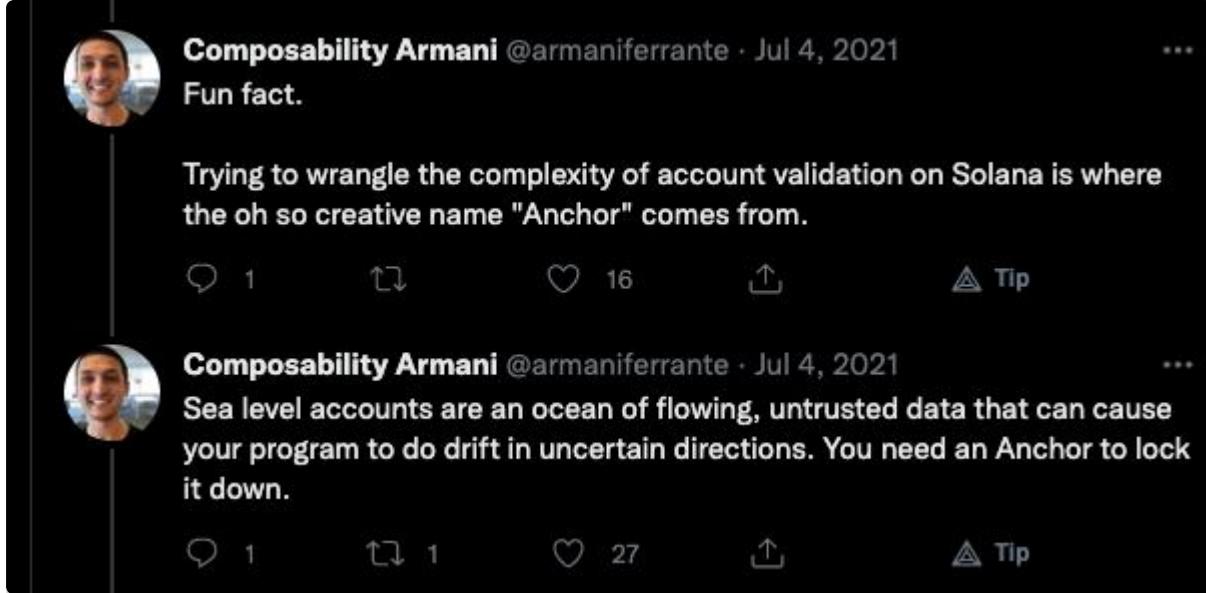 Composability Armani @armaniferrante · Jul 4, 2021
Fun fact.
Trying to wrangle the complexity of account validation on Solana is where
the oh so creative name "Anchor" comes from.
1 16 Tip
Composability Armani @armaniferrante · Jul 4, 2021
Sea level accounts are an ocean of flowing, untrusted data that can cause
your program to do drift in uncertain directions. You need an Anchor to lock
it down.
1 1 27 Tip